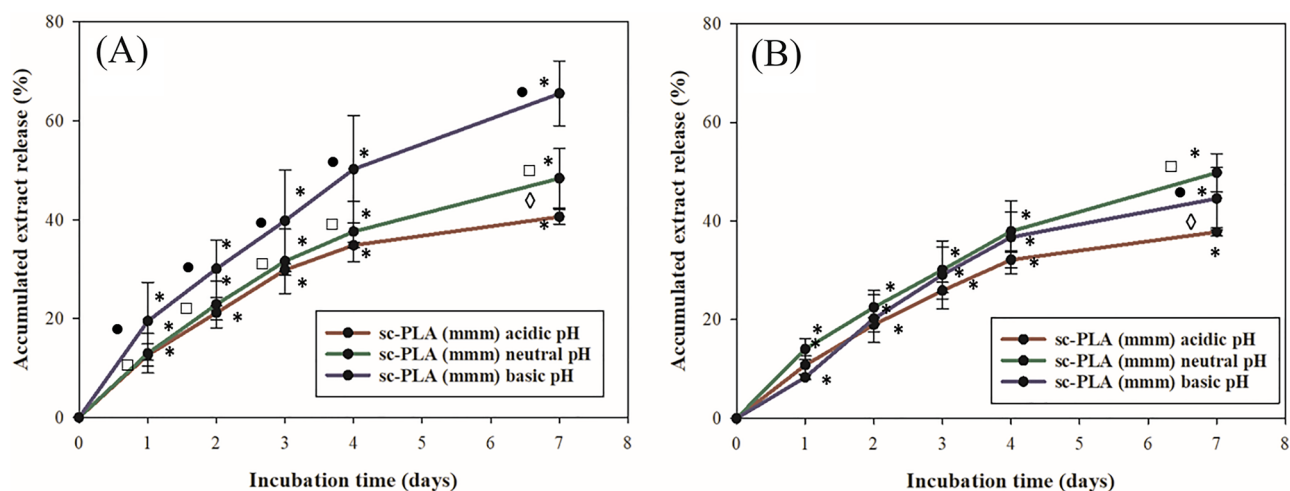 (A)
Accumulated extract release (%)
80
60
40
20
0
sc-PLA (mmm) acidic pH
sc-PLA (mmm) neutral pH
sc-PLA (mmm) basic pH
0 1 2 3 4 5 6 7 8
Incubation time (days)
(B)
Accumulated extract release (%)
80
60
40
20
0
sc-PLA (mmm) acidic pH
sc-PLA (mmm) neutral pH
sc-PLA (mmm) basic pH
0 1 2 3 4 5 6 7 8
Incubation time (days)